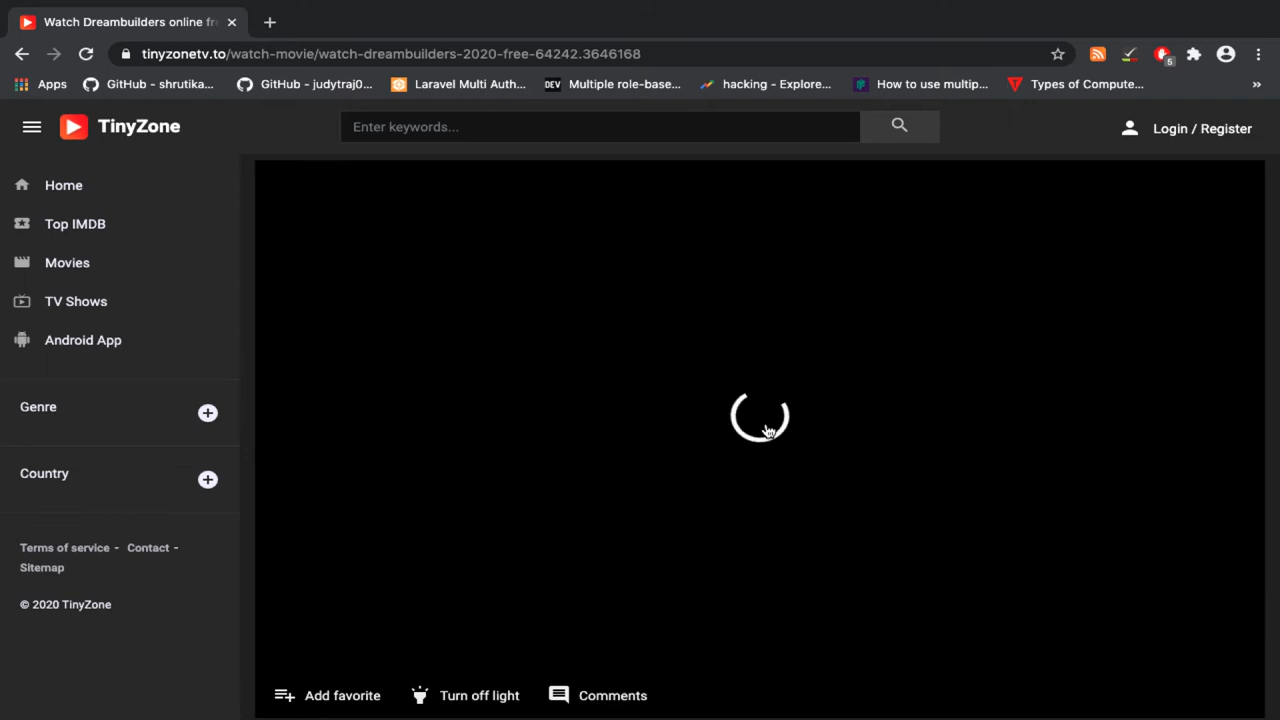 Watch Dreambuilders online fr
tinyzonetv.to/watch-movie/watch-dreambuilders-2020-free-64242.3646168
5
Apps GitHub - shrutika... GitHub - judytraj0... Laravel Multi Auth... DEV Multiple role-base... hacking - Explore... How to use multip... Types of Compute... »
TinyZone
Enter keywords...
Login / Register
Home
Top IMDB
Movies
TV Shows
Android App
Genre
Country
Terms of service - Contact -
Sitemap
© 2020 TinyZone
Add favorite Turn off light Comments